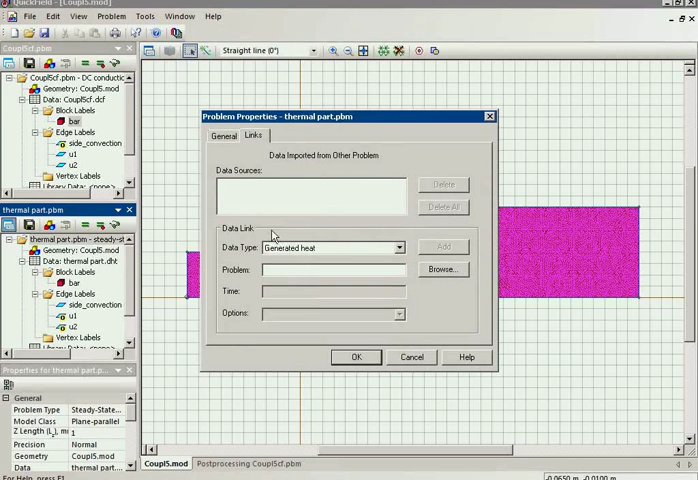 QuickField - [Coupl5.mod]
File Edit View Problem Tools Window Help
Straight line (0°)
Coupl5cf.pbm
Coupl5cf.pbm - DC conductio
Geometry: Coupl5.mod
Data: Coupl5cf.dcf
Block Labels
bar
Edge Labels
side_convection
u1
u2
Vertex Labels
thermal part.pbm
thermal part.pbm - steady-st
Geometry: Coupl5.mod
Data: thermal part.dht
Block Labels
bar
Edge Labels
side_convection
u1
u2
Vertex Labels
Library Data: <none>
Properties for thermal part.pbm
General
Problem Type Steady-State...
Model Class Plane-parallel
Z Length (Lz), m 1
Precision Normal
Geometry Coupl5.mod
Data thermal part....
For Help, press F1
Problem Properties - thermal part.pbm
General Links
Data Imported from Other Problem
Data Sources:
Delete
Delete All
Data Link
Data Type: Generated heat Add
Problem: Browse...
Time:
Options:
OK Cancel Help
Coupl5.mod Postprocessing Coupl5cf.pbm
-0.0650 m, -0.0100 m